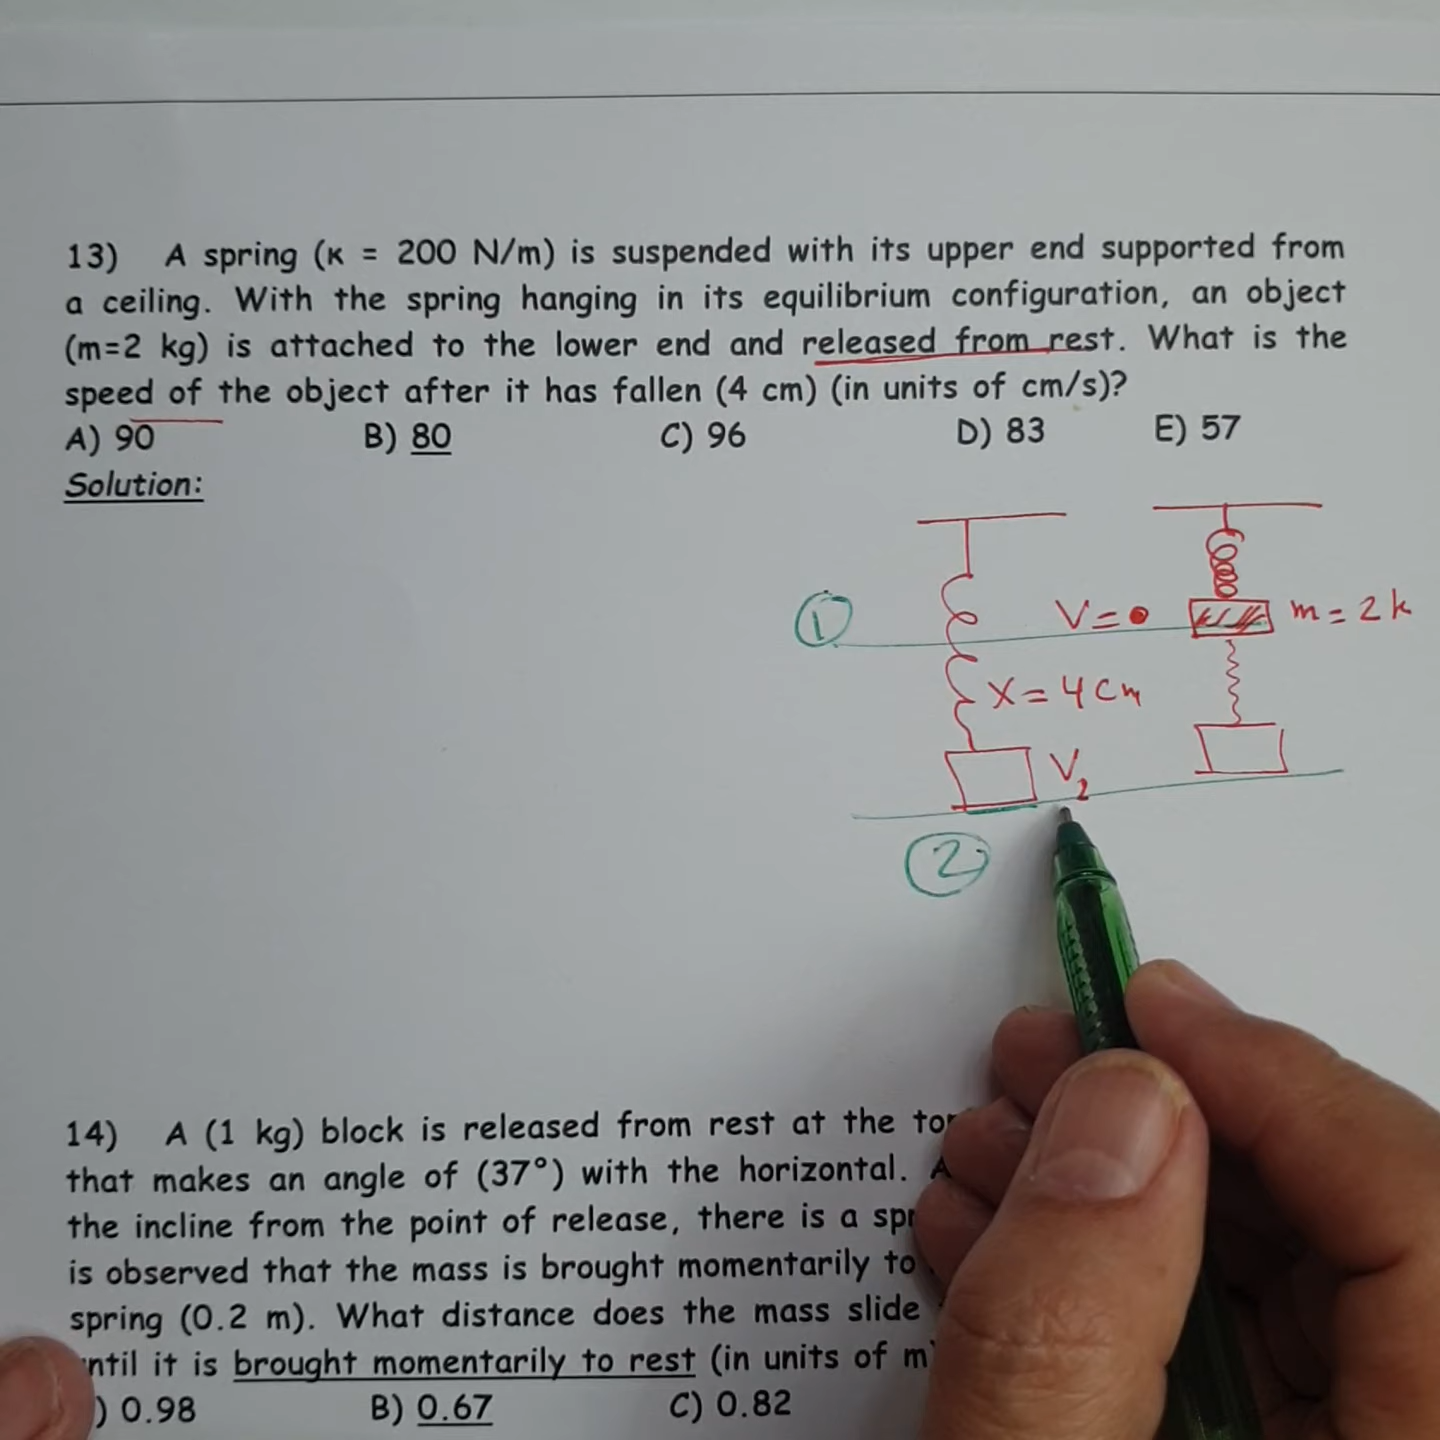 13) A spring (κ = 200 N/m) is suspended with its upper end supported from
a ceiling. With the spring hanging in its equilibrium configuration, an object
(m=2 kg) is attached to the lower end and released from rest. What is the
speed of the object after it has fallen (4 cm) (in units of cm/s)?
A) 90 B) 80 C) 96 D) 83 E) 57
Solution:
1 V = m = 2 k
X = 4 cm
V2
2
14) A (1 kg) block is released from rest at the
that makes an angle of (37°) with the horizontal.
the incline from the point of release, there is a
is observed that the mass is brought momentarily to
spring (0.2 m). What distance does the mass slide
it is brought momentarily to rest (in units of m
) 0.98 B) 0.67 C) 0.82